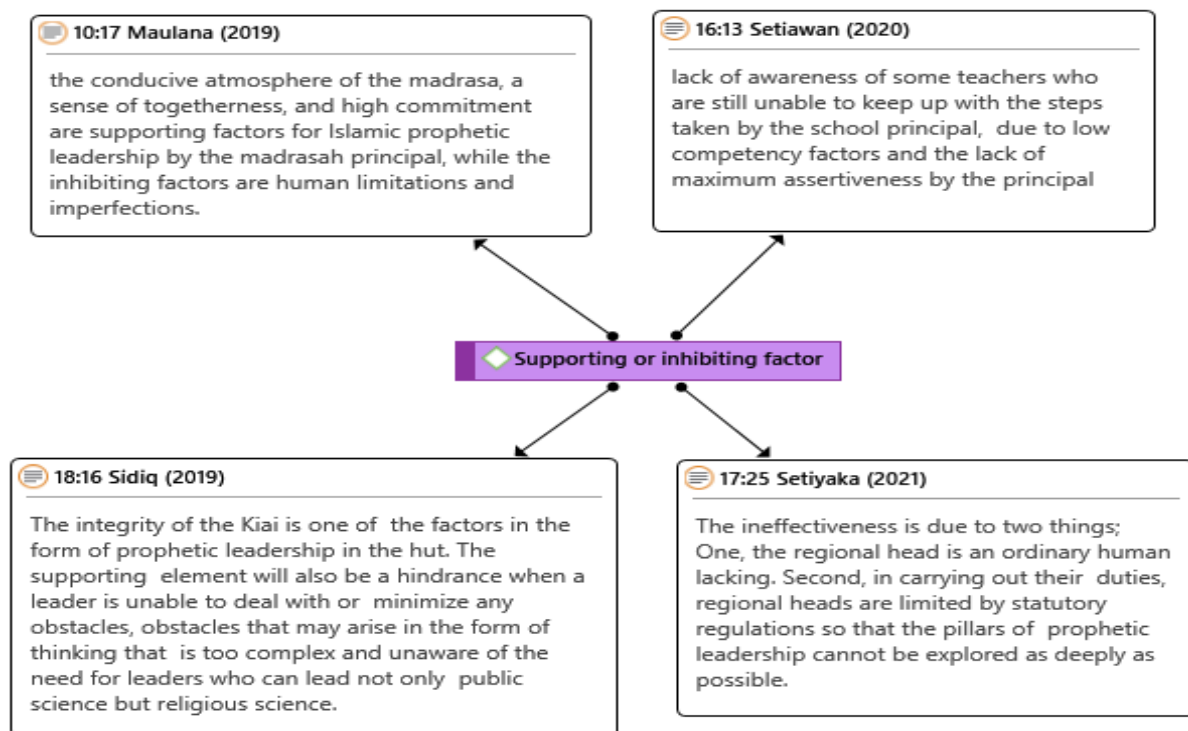 10:17 Maulana (2019)
the conducive atmosphere of the madrasa, a
sense of togetherness, and high commitment
are supporting factors for Islamic prophetic
leadership by the madrasah principal, while the
inhibiting factors are human limitations and
imperfections.
16:13 Setiawan (2020)
lack of awareness of some teachers who
are still unable to keep up with the steps
taken by the school principal, due to low
competency factors and the lack of
maximum assertiveness by the principal
Supporting or inhibiting factor
18:16 Sidiq (2019)
The integrity of the Kiai is one of the factors in the
form of prophetic leadership in the hut. The
supporting element will also be a hindrance when a
leader is unable to deal with or minimize any
obstacles, obstacles that may arise in the form of
thinking that is too complex and unaware of the
need for leaders who can lead not only public
science but religious science.
17:25 Setiyaka (2021)
The ineffectiveness is due to two things;
One, the regional head is an ordinary human
lacking. Second, in carrying out their duties,
regional heads are limited by statutory
regulations so that the pillars of prophetic
leadership cannot be explored as deeply as
possible.